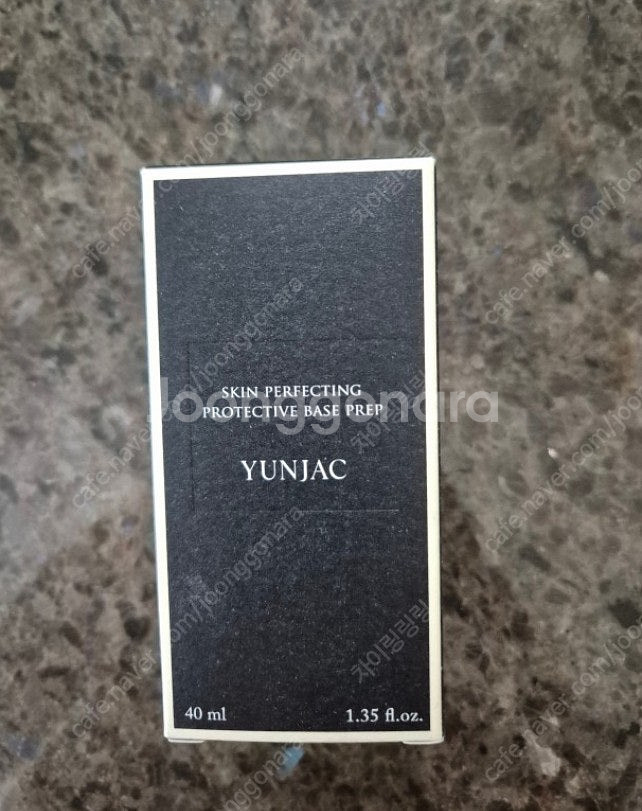 SKIN PERFECTING
PROTECTIVE BASE PREP
YUNJAC
40 ml
1.35 fl.oz.
Joonggonara
cafe.naver.com/joonggonara
차이링링링